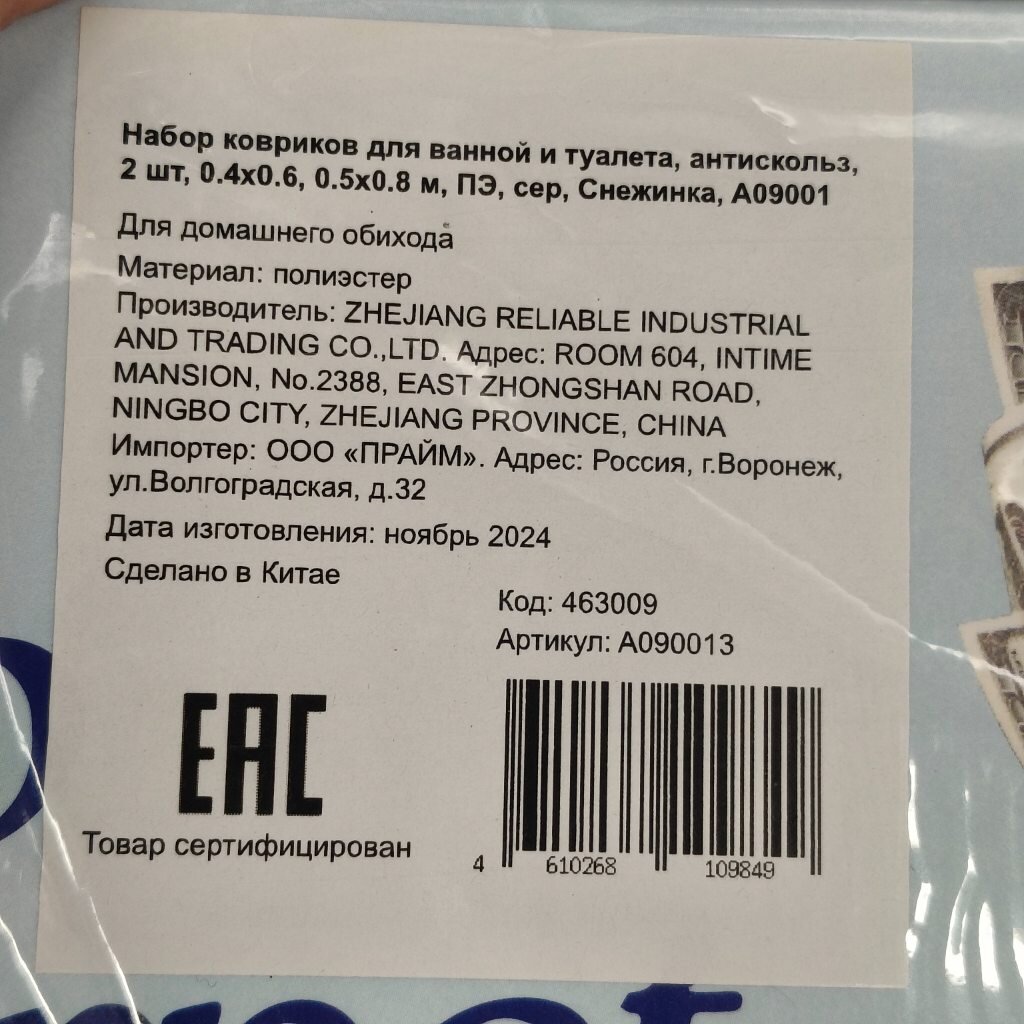 Набор ковриков для ванной и туалета, антискольз,
2 шт, 0.4х0.6, 0.5х0.8 м, ПЭ, сер, Снежинка, А09001
Для домашнего обихода
Материал: полиэстер
Производитель: ZHEJIANG RELIABLE INDUSTRIAL
AND TRADING CO.,LTD. Адрес: ROOM 604, INTIME
MANSION, No.2388, EAST ZHONGSHAN ROAD,
NINGBO CITY, ZHEJIANG PROVINCE, CHINA
Импортер: ООО «ПРАЙМ». Адрес: Россия, г.Воронеж,
ул.Волгоградская, д.32
Дата изготовления: ноябрь 2024
Сделано в Китае
Код: 463009
Артикул: А090013
ЕАС
Товар сертифицирован
4 610268 109849